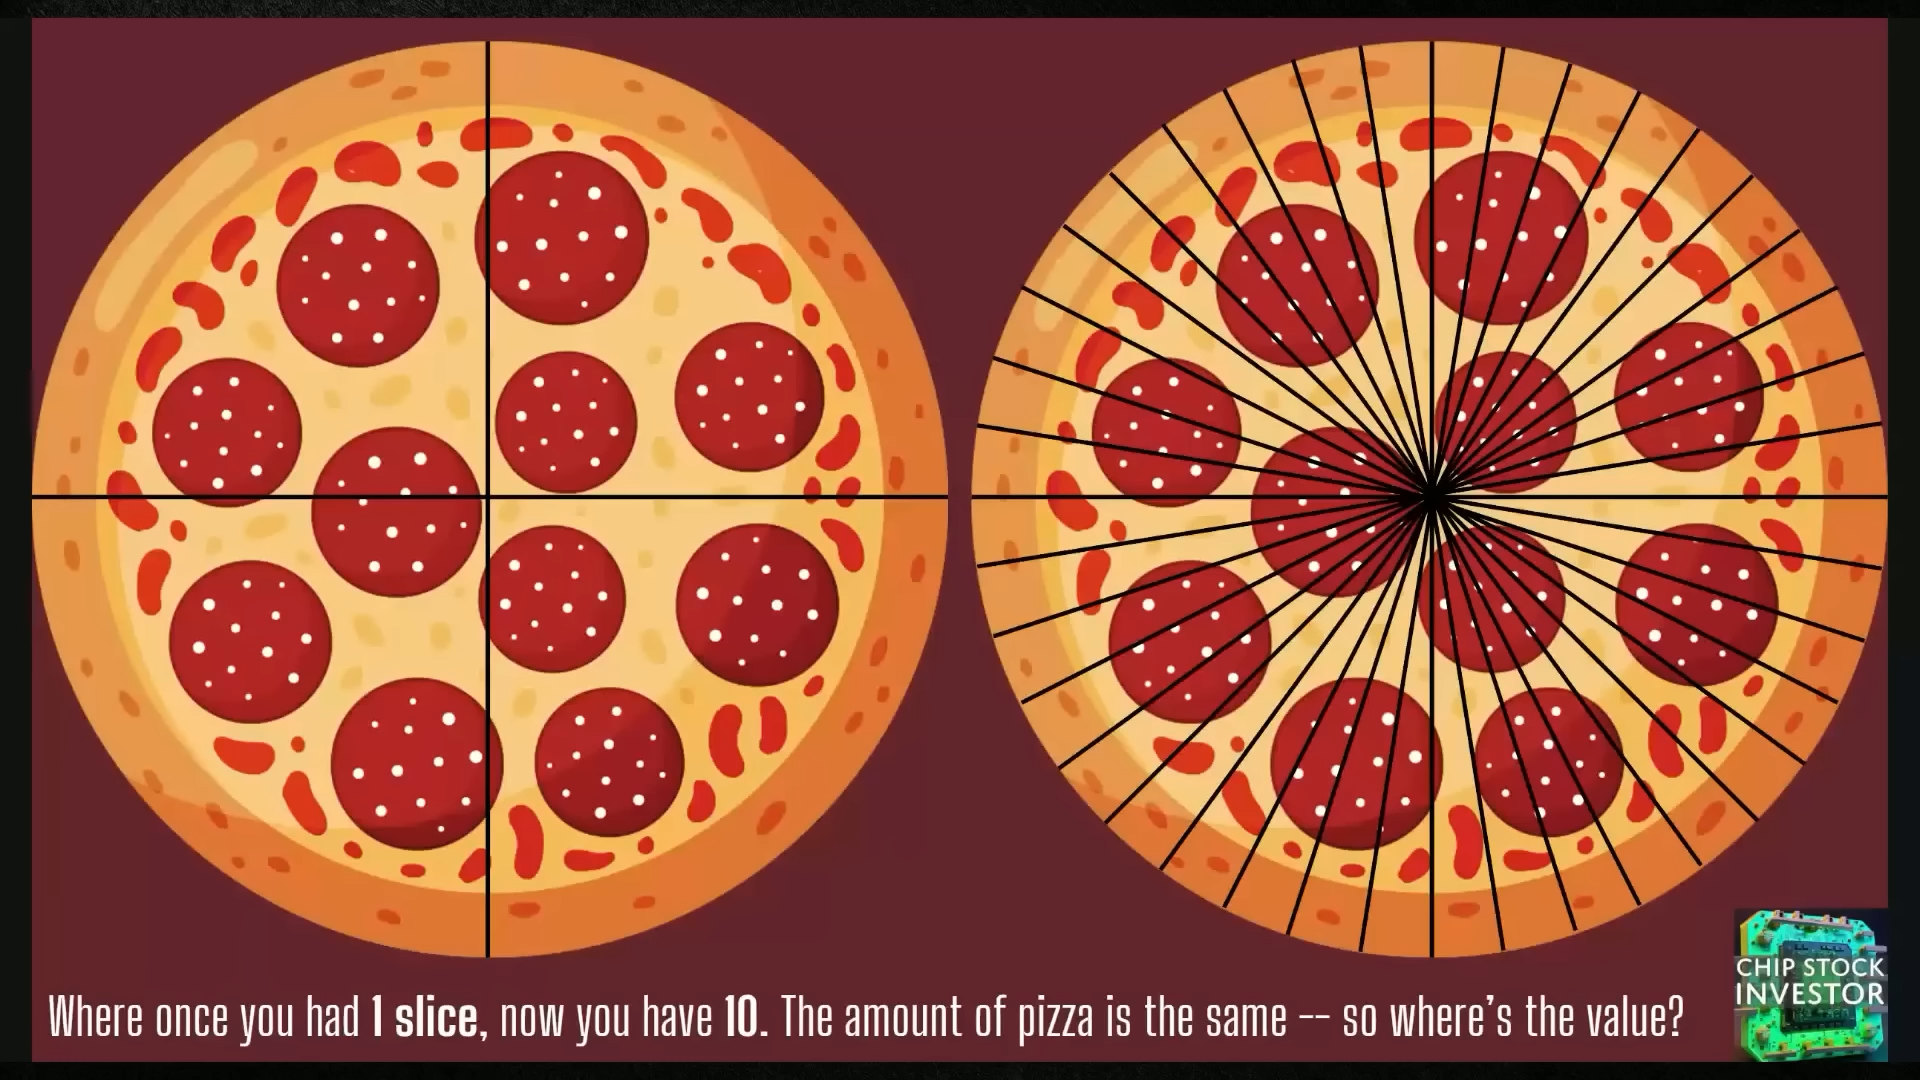 Where once you had 1 slice, now you have 10. The amount of pizza is the same -- so where's the value?
CHIP STOCK
INVESTOR